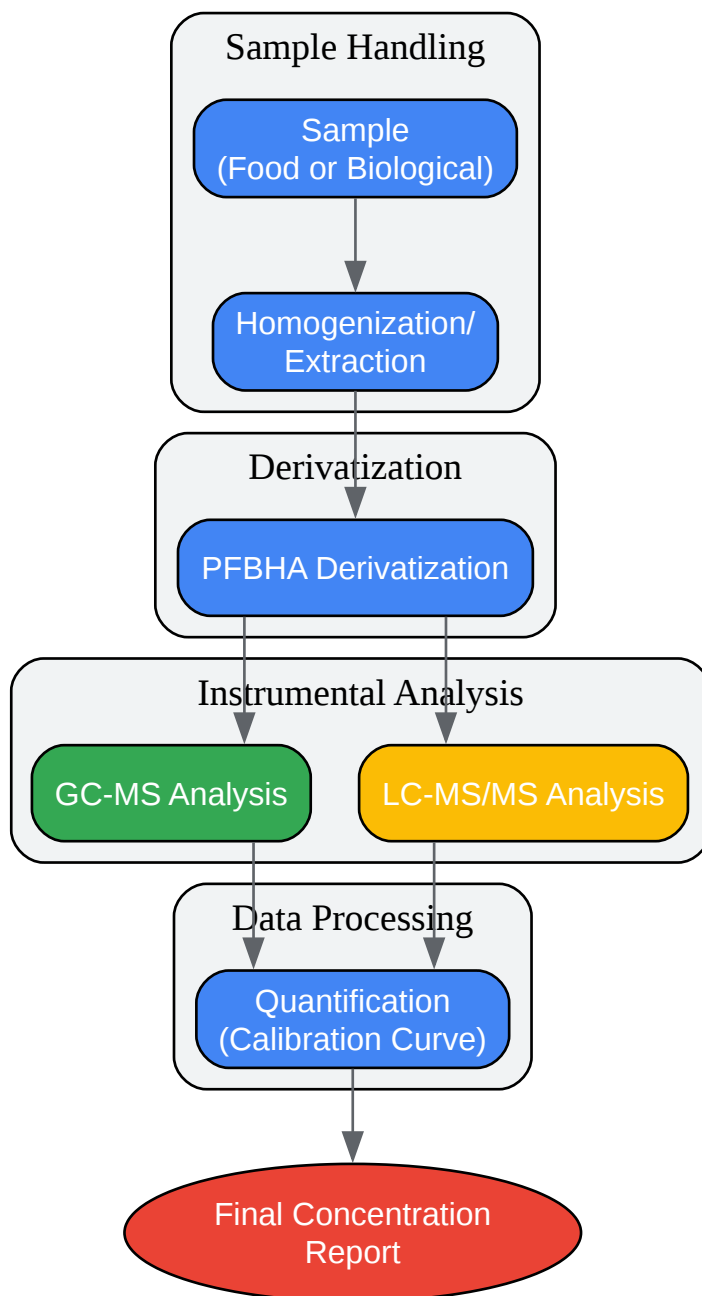 Sample Handling
Sample
(Food or Biological)
Homogenization/
Extraction
Derivatization
PFBHA Derivatization
Instrumental Analysis
GC-MS Analysis
LC-MS/MS Analysis
Data Processing
Quantification
(Calibration Curve)
Final Concentration
Report